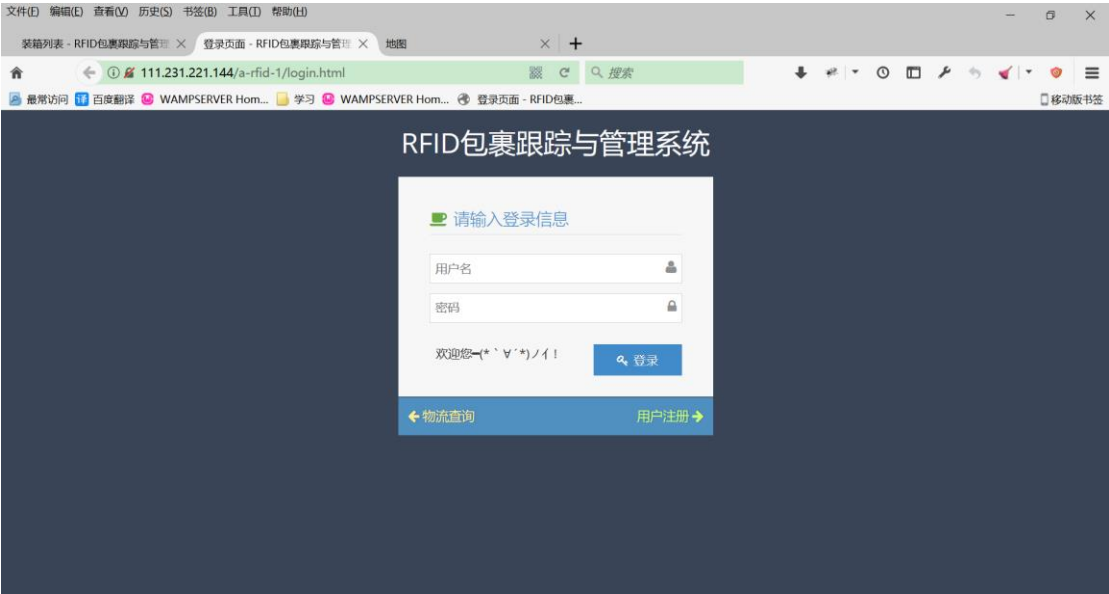 文件(F) 编辑(E) 查看(V) 历史(S) 书签(B) 工具(T) 帮助(H)
装箱列表 - RFID包裹跟踪与管理 登录页面 - RFID包裹跟踪与管理 地图
111.231.221.144/a-rfid-1/login.html 搜索
最常访问 译 百度翻译 WAMPSERVER Hom... 学习 WAMPSERVER Hom... 登录页面 - RFID包裹... 移动版书签
RFID包裹跟踪与管理系统
请输入登录信息
用户名
密码
欢迎您━(*｀∀´*)ノ亻!
登录
物流查询 用户注册